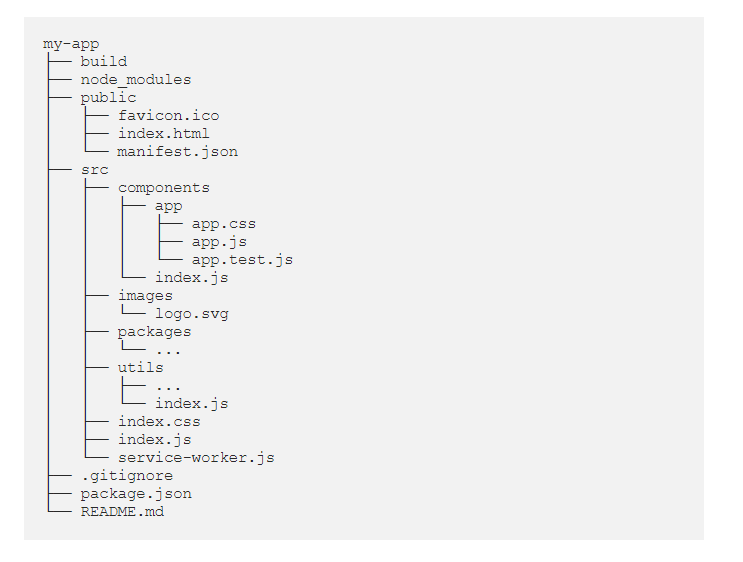 my-app
├── build
├── node_modules
├── public
│   ├── favicon.ico
│   ├── index.html
│   └── manifest.json
├── src
│   ├── components
│   │   ├── app
│   │   │   ├── app.css
│   │   │   ├── app.js
│   │   │   └── app.test.js
│   │   └── index.js
│   ├── images
│   │   └── logo.svg
│   ├── packages
│   │   └── ...
│   ├── utils
│   │   ├── ...
│   │   └── index.js
│   ├── index.css
│   ├── index.js
│   └── service-worker.js
├── .gitignore
├── package.json
└── README.md